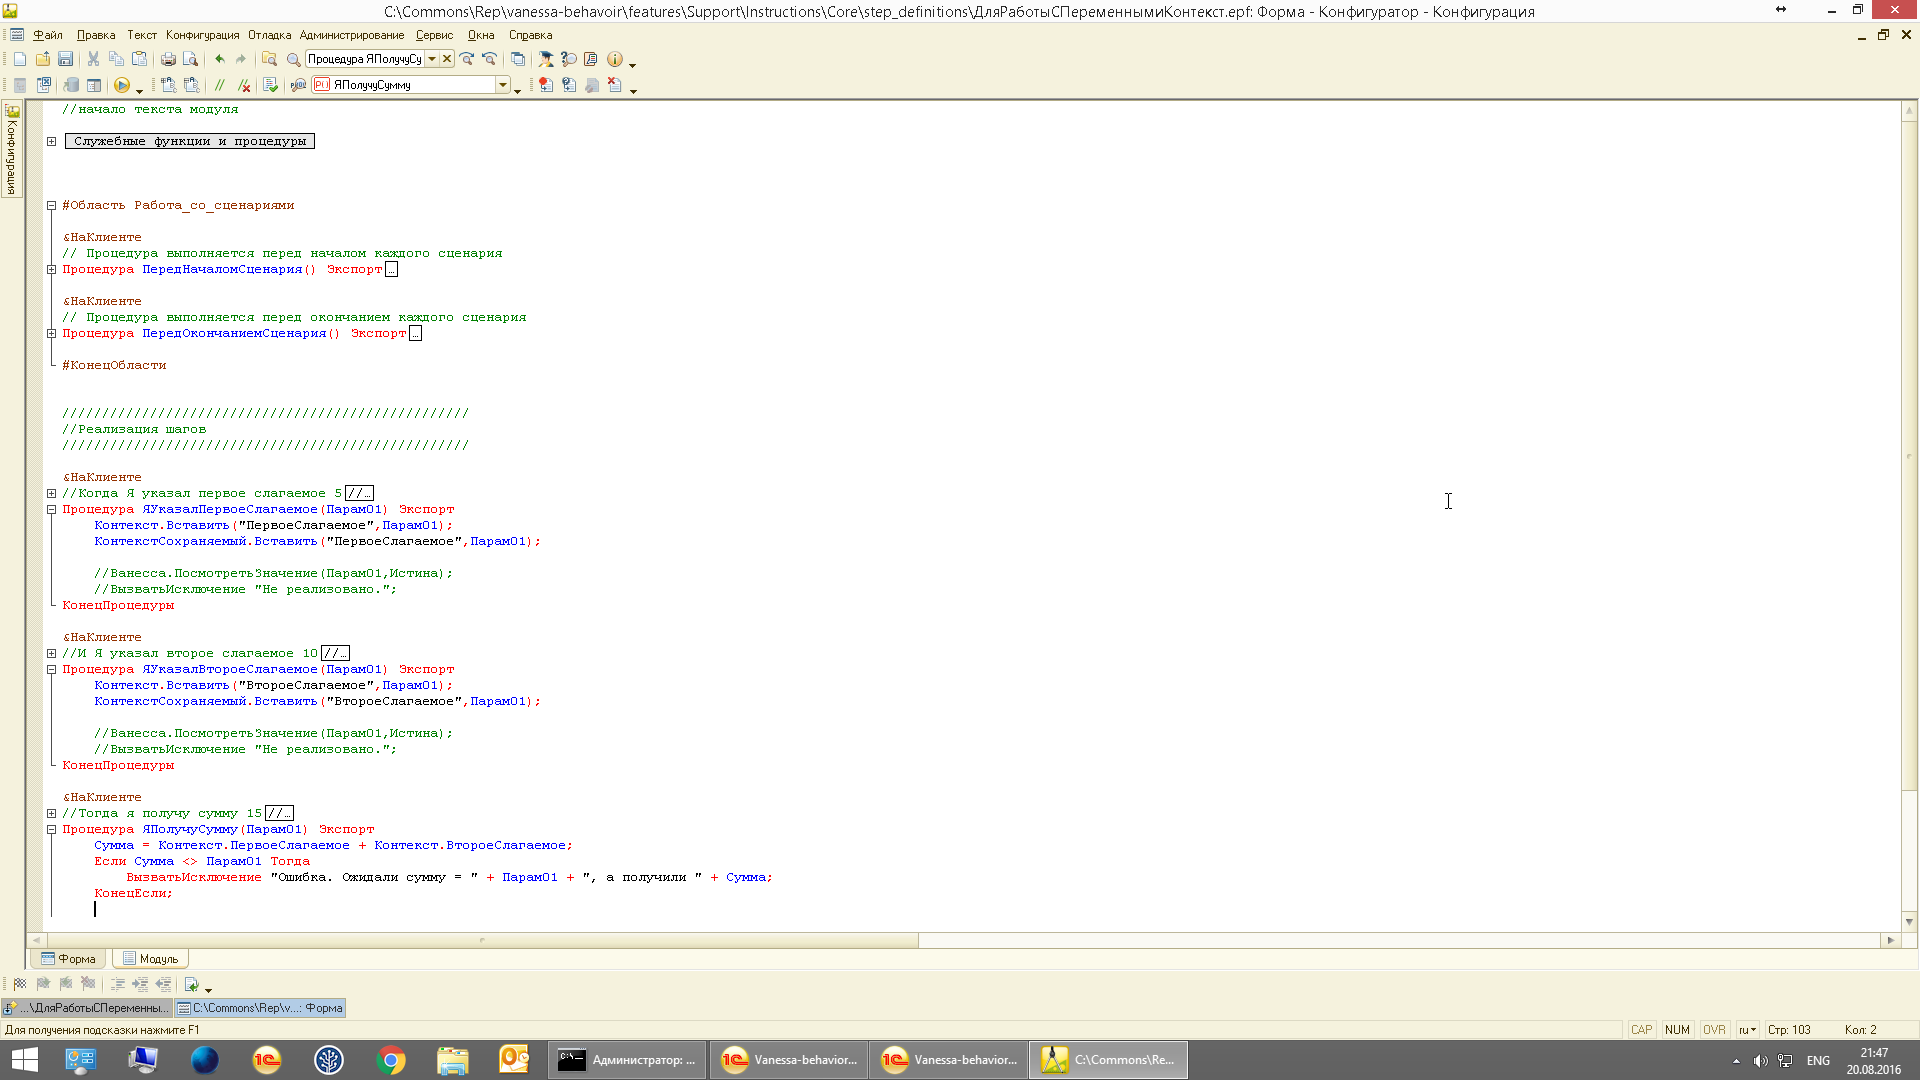 C:\Commons\Rep\vanessa-behavoir\features\Support\Instructions\Core\step_definitions\ДляРаботыСПеременнымиКонтекст.epf: Форма - Конфигуратор - Конфигурация
Файл Правка Текст Конфигурация Отладка Администрирование Сервис Окна Справка
Процедура ЯПолучуСу
ЯПолучуСумму
Конфигурация
//начало текста модуля
Служебные функции и процедуры
#Область Работа_со_сценариями
&НаКлиенте
// Процедура выполняется перед началом каждого сценария
Процедура ПередНачаломСценария() Экспорт...
&НаКлиенте
// Процедура выполняется перед окончанием каждого сценария
Процедура ПередОкончаниемСценария() Экспорт...
#КонецОбласти
///////////////////////////////////////////////////
//Реализация шагов
///////////////////////////////////////////////////
&НаКлиенте
//Когда Я указал первое слагаемое 5//...
Процедура ЯУказалПервоеСлагаемое(Парам01) Экспорт
Контекст.Вставить("ПервоеСлагаемое",Парам01);
КонтекстСохраняемый.Вставить("ПервоеСлагаемое",Парам01);
//Ванесса.ПосмотретьЗначение(Парам01,Истина);
//ВызватьИсключение "Не реализовано.";
КонецПроцедуры
&НаКлиенте
//И Я указал второе слагаемое 10//...
Процедура ЯУказалВтороеСлагаемое(Парам01) Экспорт
Контекст.Вставить("ВтороеСлагаемое",Парам01);
КонтекстСохраняемый.Вставить("ВтороеСлагаемое",Парам01);
//Ванесса.ПосмотретьЗначение(Парам01,Истина);
//ВызватьИсключение "Не реализовано.";
КонецПроцедуры
&НаКлиенте
//Тогда я получу сумму 15//...
Процедура ЯПолучуСумму(Парам01) Экспорт
Сумма = Контекст.ПервоеСлагаемое + Контекст.ВтороеСлагаемое;
Если Сумма <> Парам01 Тогда
ВызватьИсключение "Ошибка. Ожидали сумму = " + Парам01 + ", а получили " + Сумма;
КонецЕсли;
Форма Модуль
...\ДляРаботыСПеременны... C:\Commons\Rep\v...: Форма
Для получения подсказки нажмите F1 CAP NUM OVR ru Стр: 103 Кол: 2
Администратор: ... Vanessa-behavior... Vanessa-behavior... C:\Commons\Re... ENG 21:47
20.08.2016